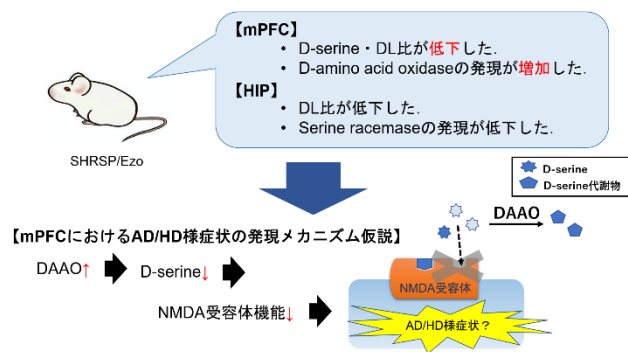 【mPFC】
• D-serine・DL比が低下した.
• D-amino acid oxidaseの発現が増加した.
【HIP】
• DL比が低下した.
• Serine racemaseの発現が低下した.
SHRSP/Ezo
D-serine
D-serine代謝物
DAAO
【mPFCにおけるAD/HD様症状の発現メカニズム仮説】
DAAO↑
D-serine↓
NMDA受容体機能↓
NMDA受容体
AD/HD様症状？